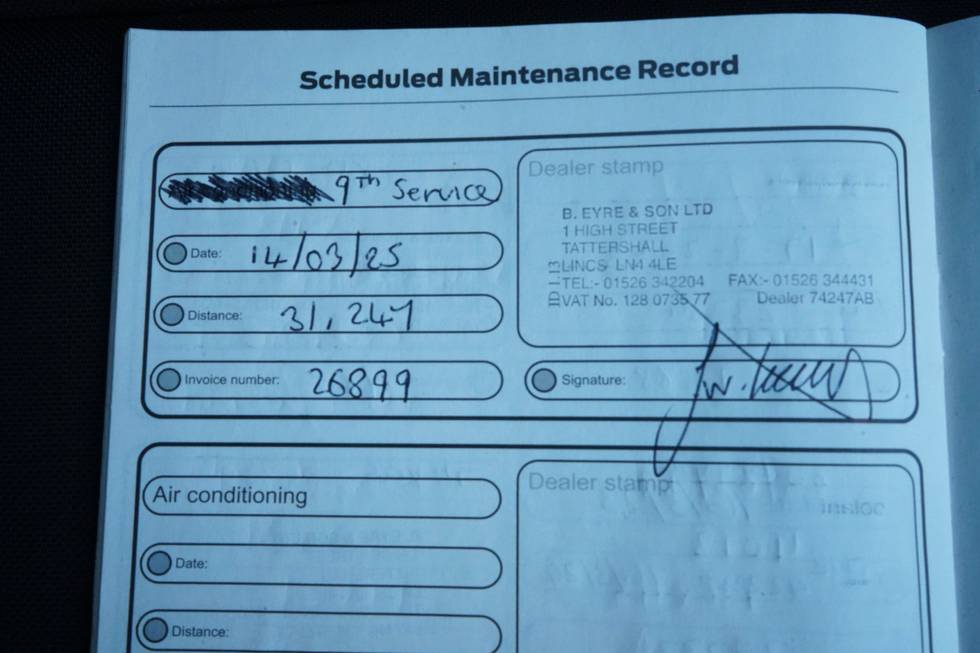 Scheduled Maintenance Record
9th Service
Date: 14/03/25
Distance: 31,247
Invoice number: 26899
Dealer stamp
B. EYRE & SON LTD
1 HIGH STREET
TATTERSHALL
LINCS LN4 4LE
TEL:- 01526 342204 FAX:- 01526 344431
VAT No. 128 0735 77 Dealer 74247AB
Signature:
Air conditioning
Date:
Distance:
Dealer stamp